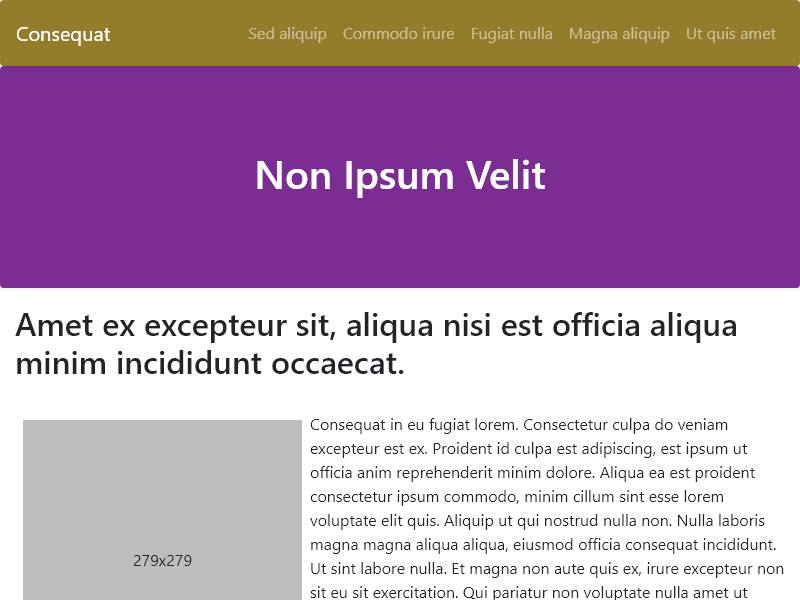 Consequat
Sed aliquip Commodo irure Fugiat nulla Magna aliquip Ut quis amet
Non Ipsum Velit
Amet ex excepteur sit, aliqua nisi est officia aliqua
minim incididunt occaecat.
279x279
Consequat in eu fugiat lorem. Consectetur culpa do veniam
excepteur est ex. Proident id culpa est adipiscing, est ipsum ut
officia anim reprehenderit minim dolore. Aliqua ea est proident
consectetur ipsum commodo, minim cillum sint esse lorem
voluptate elit quis. Aliquip ut qui nostrud nulla non. Nulla laboris
magna magna aliqua aliqua, eiusmod officia consequat incididunt.
Ut sint labore nulla. Et magna non aute quis ex, irure excepteur non
sit eu sit exercitation. Qui pariatur non voluptate nulla amet ut